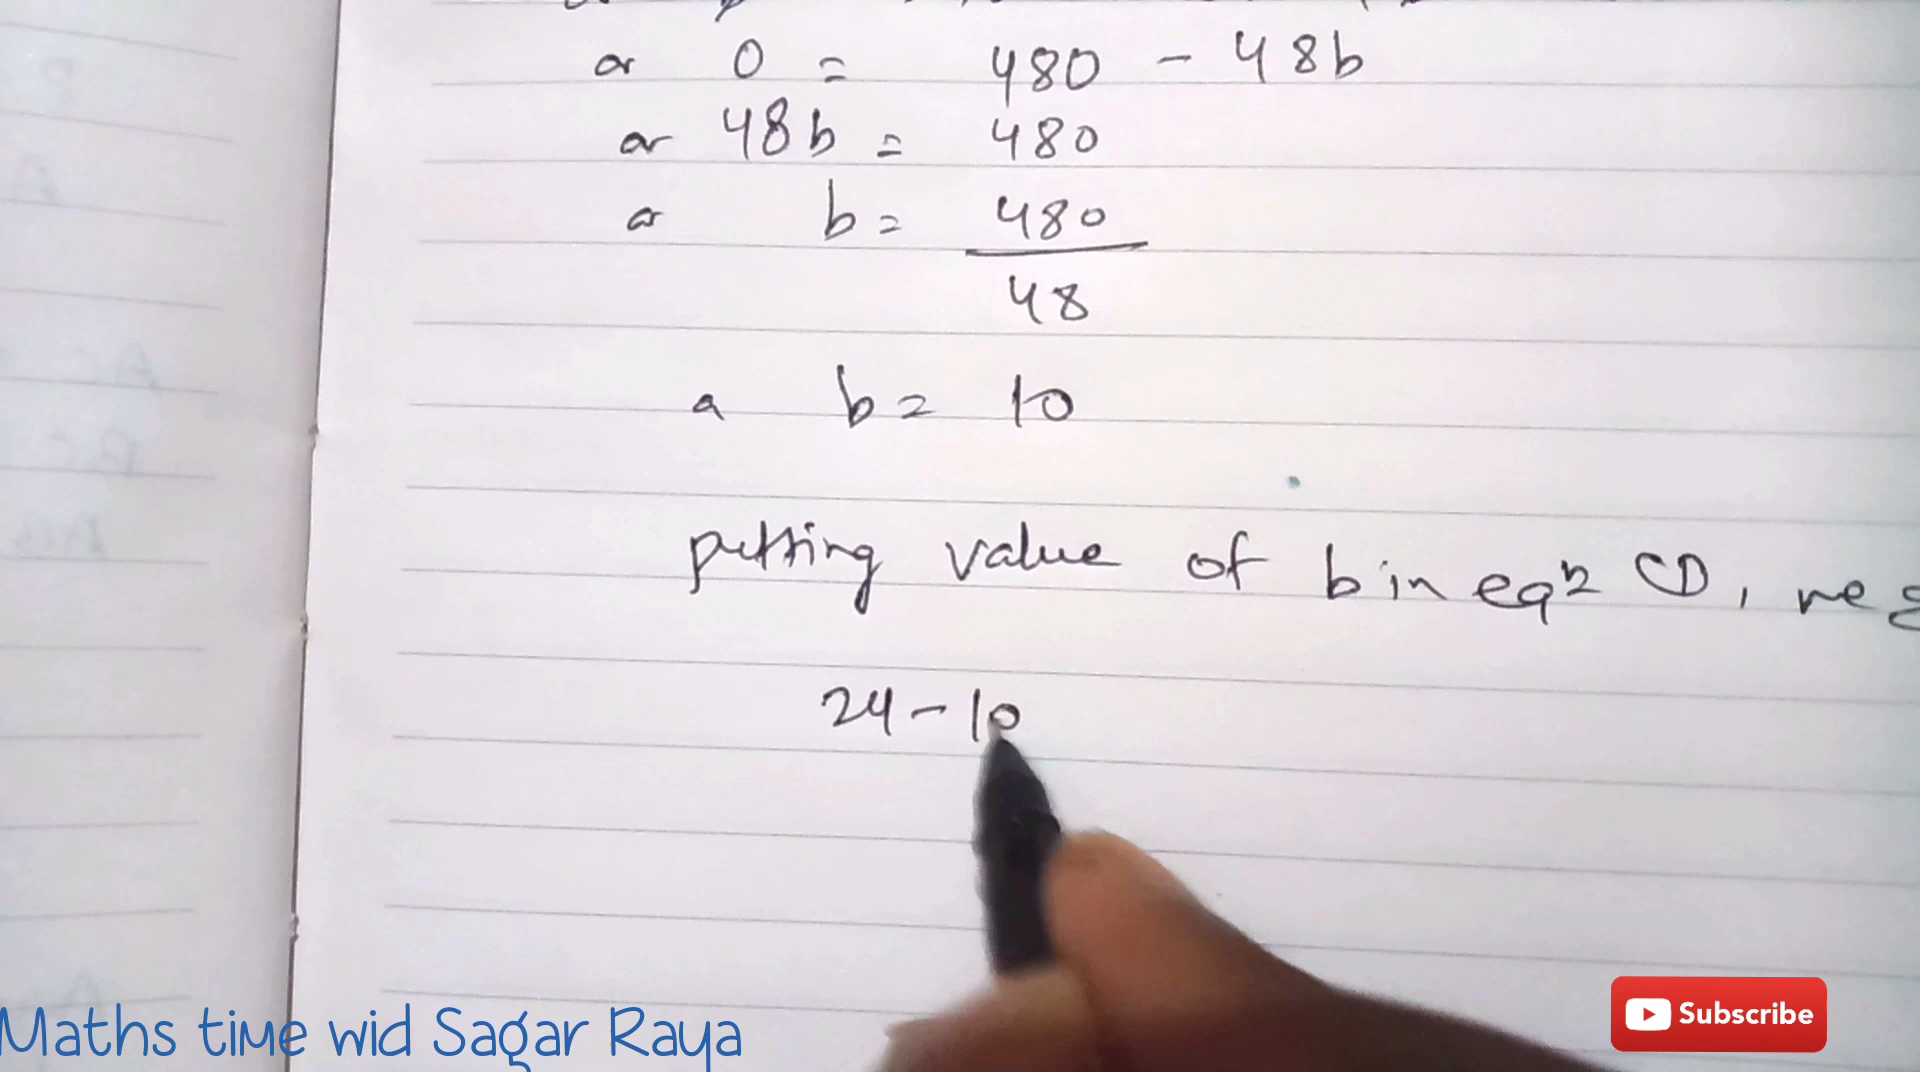 or 0 = 480 - 48b
or 48b = 480
or b = 480
48
or b = 10
putting value of b in eqn (1), we g
24 - 10
Maths time wid Sagar Raya
Subscribe